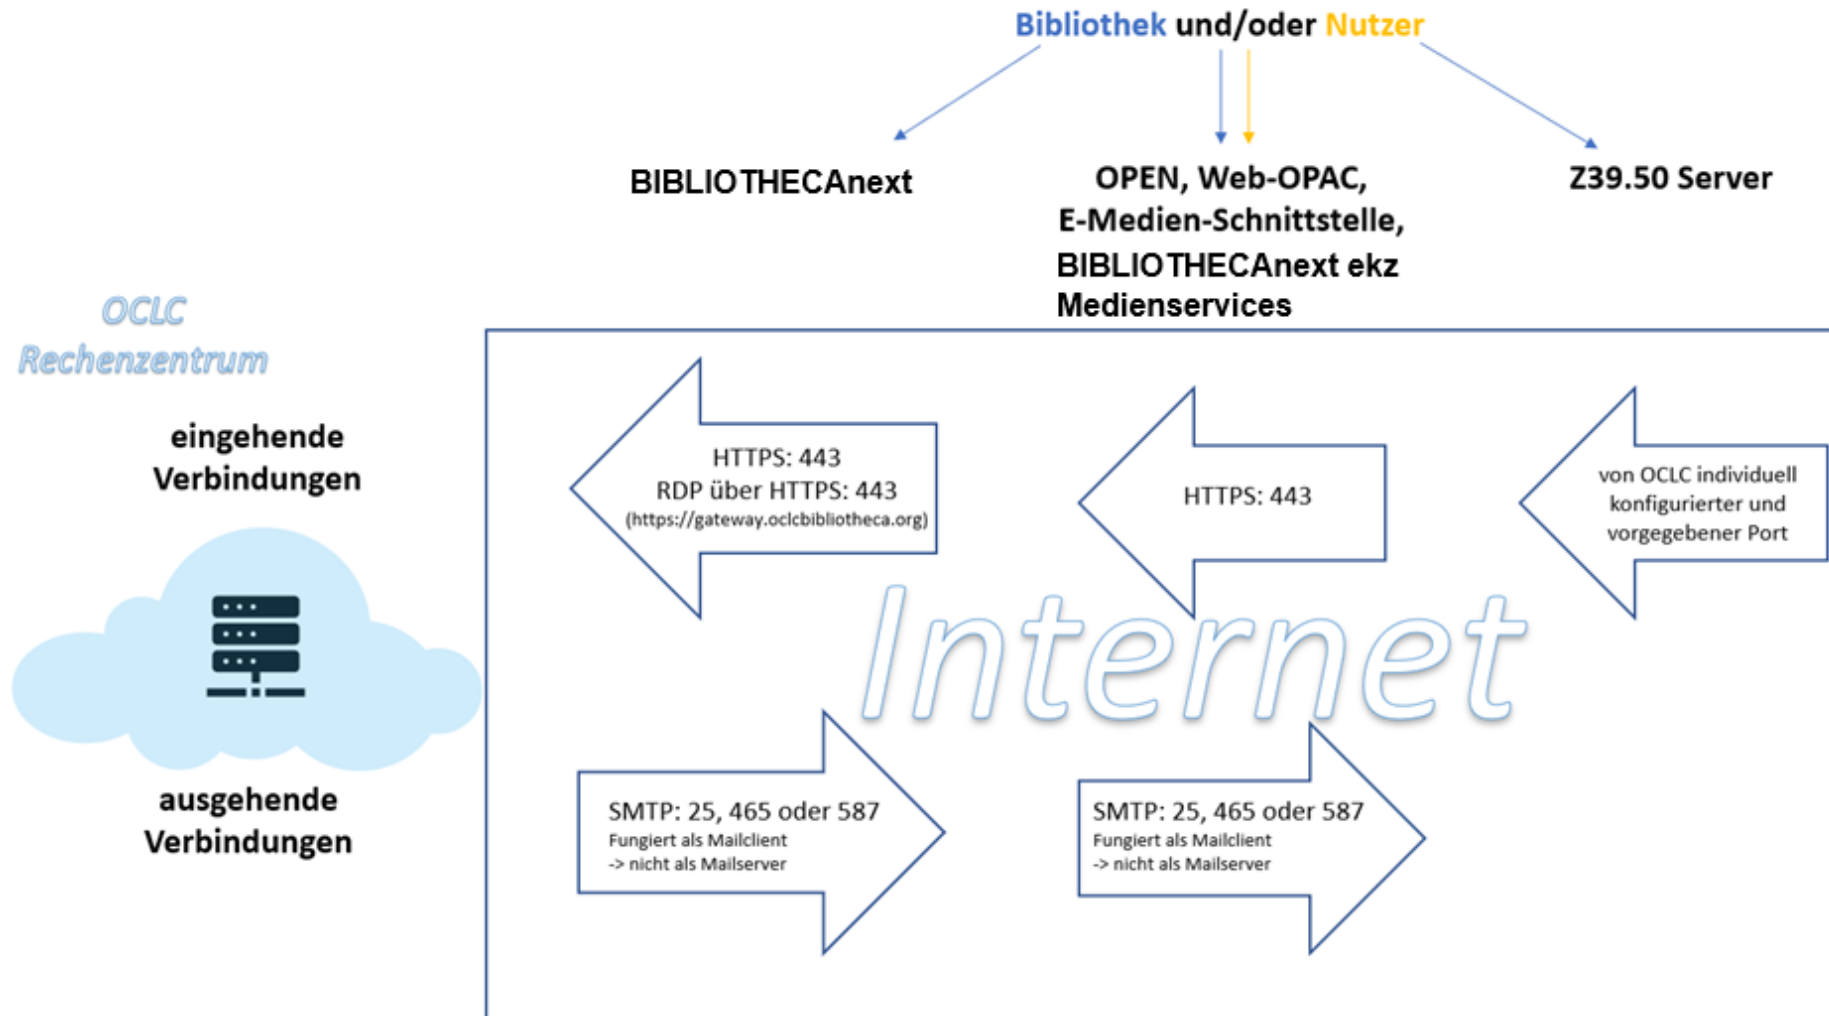 Bibliothek und/oder Nutzer
BIBLIOTHECAnext
OPEN, Web-OPAC,
E-Medien-Schnittstelle,
BIBLIOTHECAnext ekz
Medienservices
Z39.50 Server
OCLC
Rechenzentrum
eingehende
Verbindungen
HTTPS: 443
RDP über HTTPS: 443
(https://gateway.oclcbibliotheca.org)
HTTPS: 443
von OCLC individuell
konfigurierter und
vorgegebener Port
Internet
ausgehende
Verbindungen
SMTP: 25, 465 oder 587
Fungiert als Mailclient
-> nicht als Mailserver
SMTP: 25, 465 oder 587
Fungiert als Mailclient
-> nicht als Mailserver